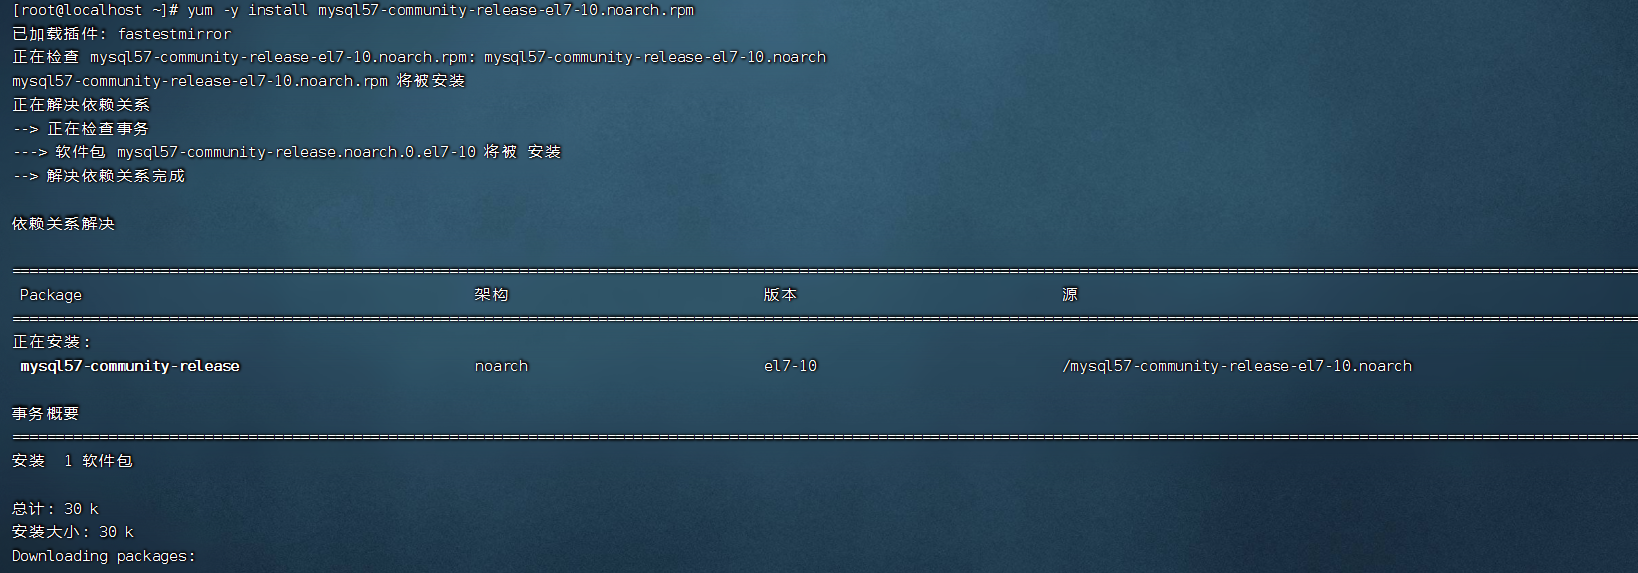 [root@localhost ~]# yum -y install mysql57-community-release-el7-10.noarch.rpm
已加载插件: fastestmirror
正在检查 mysql57-community-release-el7-10.noarch.rpm: mysql57-community-release-el7-10.noarch
mysql57-community-release-el7-10.noarch.rpm 将被安装
正在解决依赖关系
--> 正在检查事务
---> 软件包 mysql57-community-release.noarch.0.el7-10 将被 安装
--> 解决依赖关系完成
依赖关系解决
================================================================================
Package 架构 版本 源
================================================================================
正在安装:
mysql57-community-release noarch el7-10 /mysql57-community-release-el7-10.noarch
事务概要
================================================================================
安装  1 软件包
总计: 30 k
安装大小: 30 k
Downloading packages: